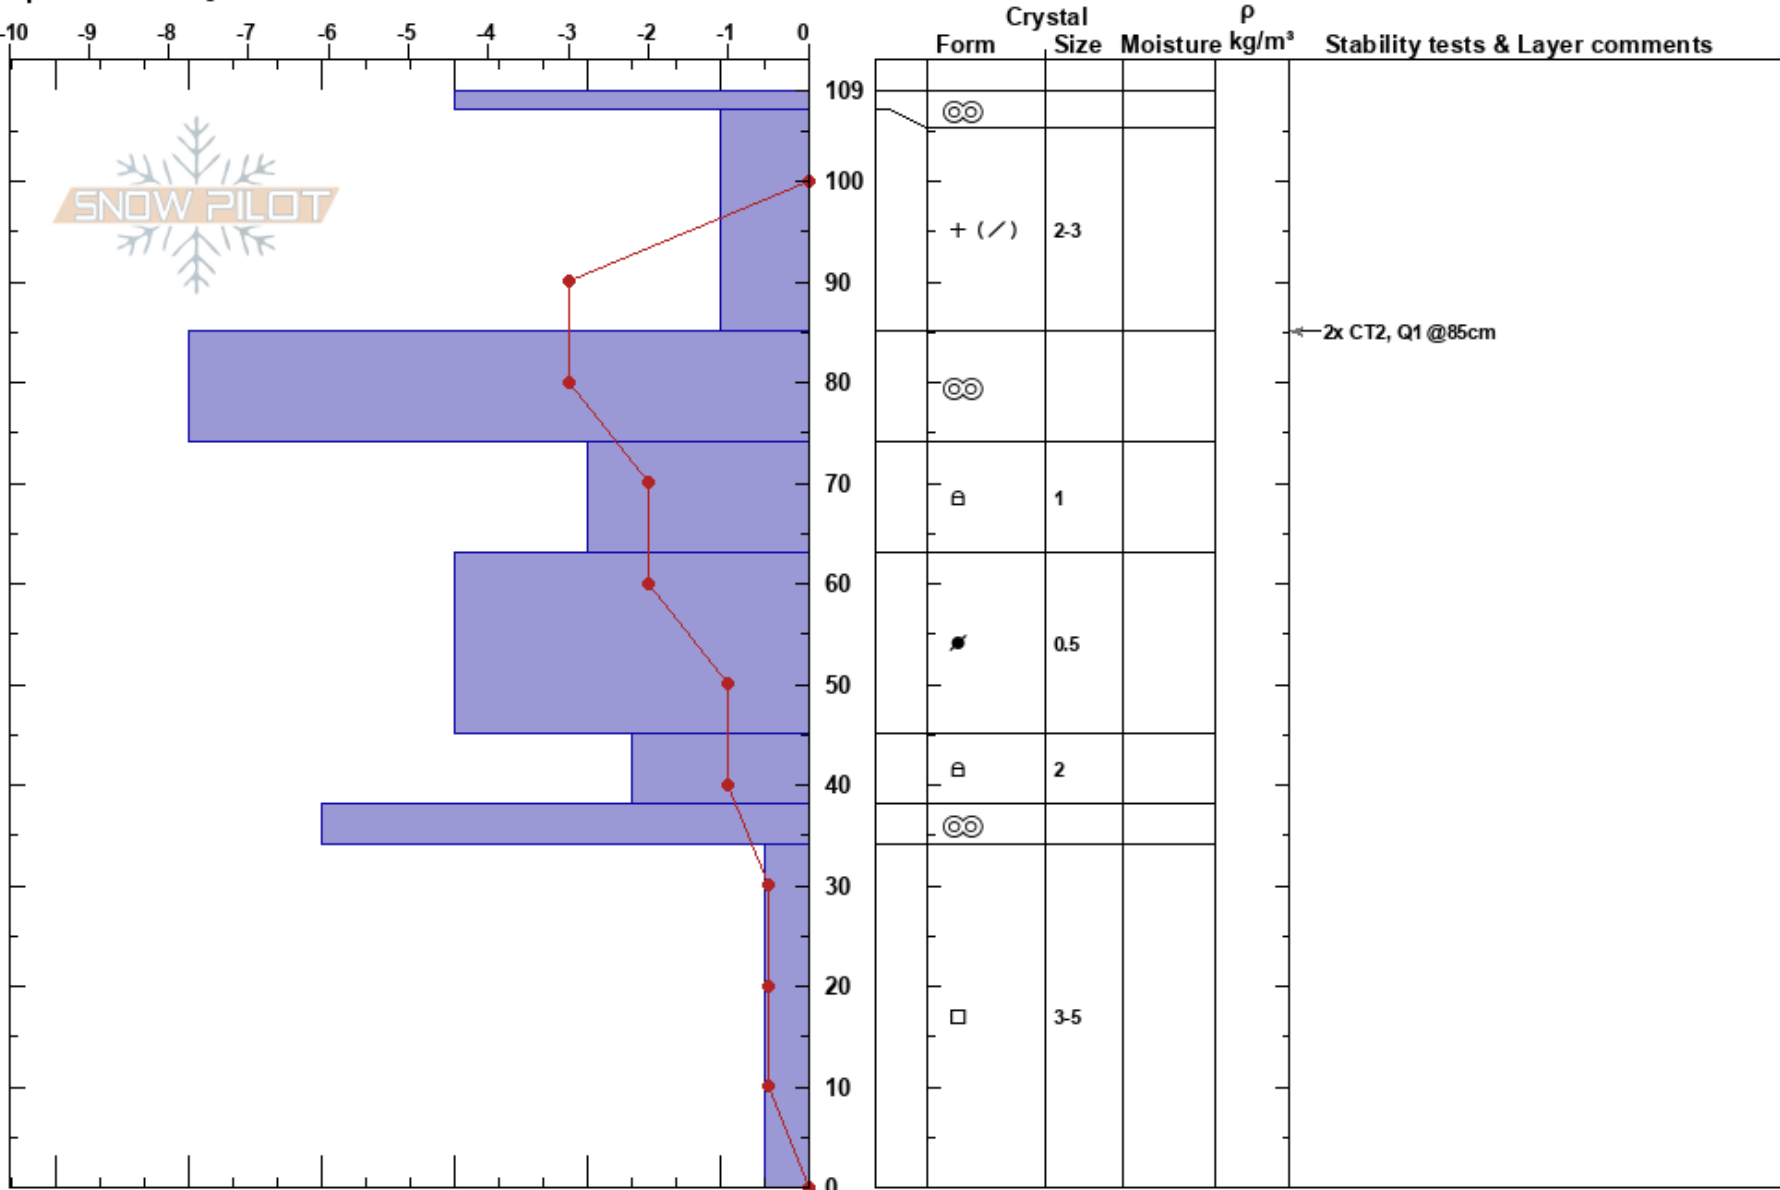 -10 -9 -8 -7 -6 -5 -4 -3 -2 -1 0
Crystal ρ
Form Size Moisture kg/m³ Stability tests & Layer comments
109
SNOW PILOT
100
+ (/) 2-3
90
2x CT2, Q1 @85cm
80
70
1
60
0.5
50
2
40
30
20
3-5
10
0